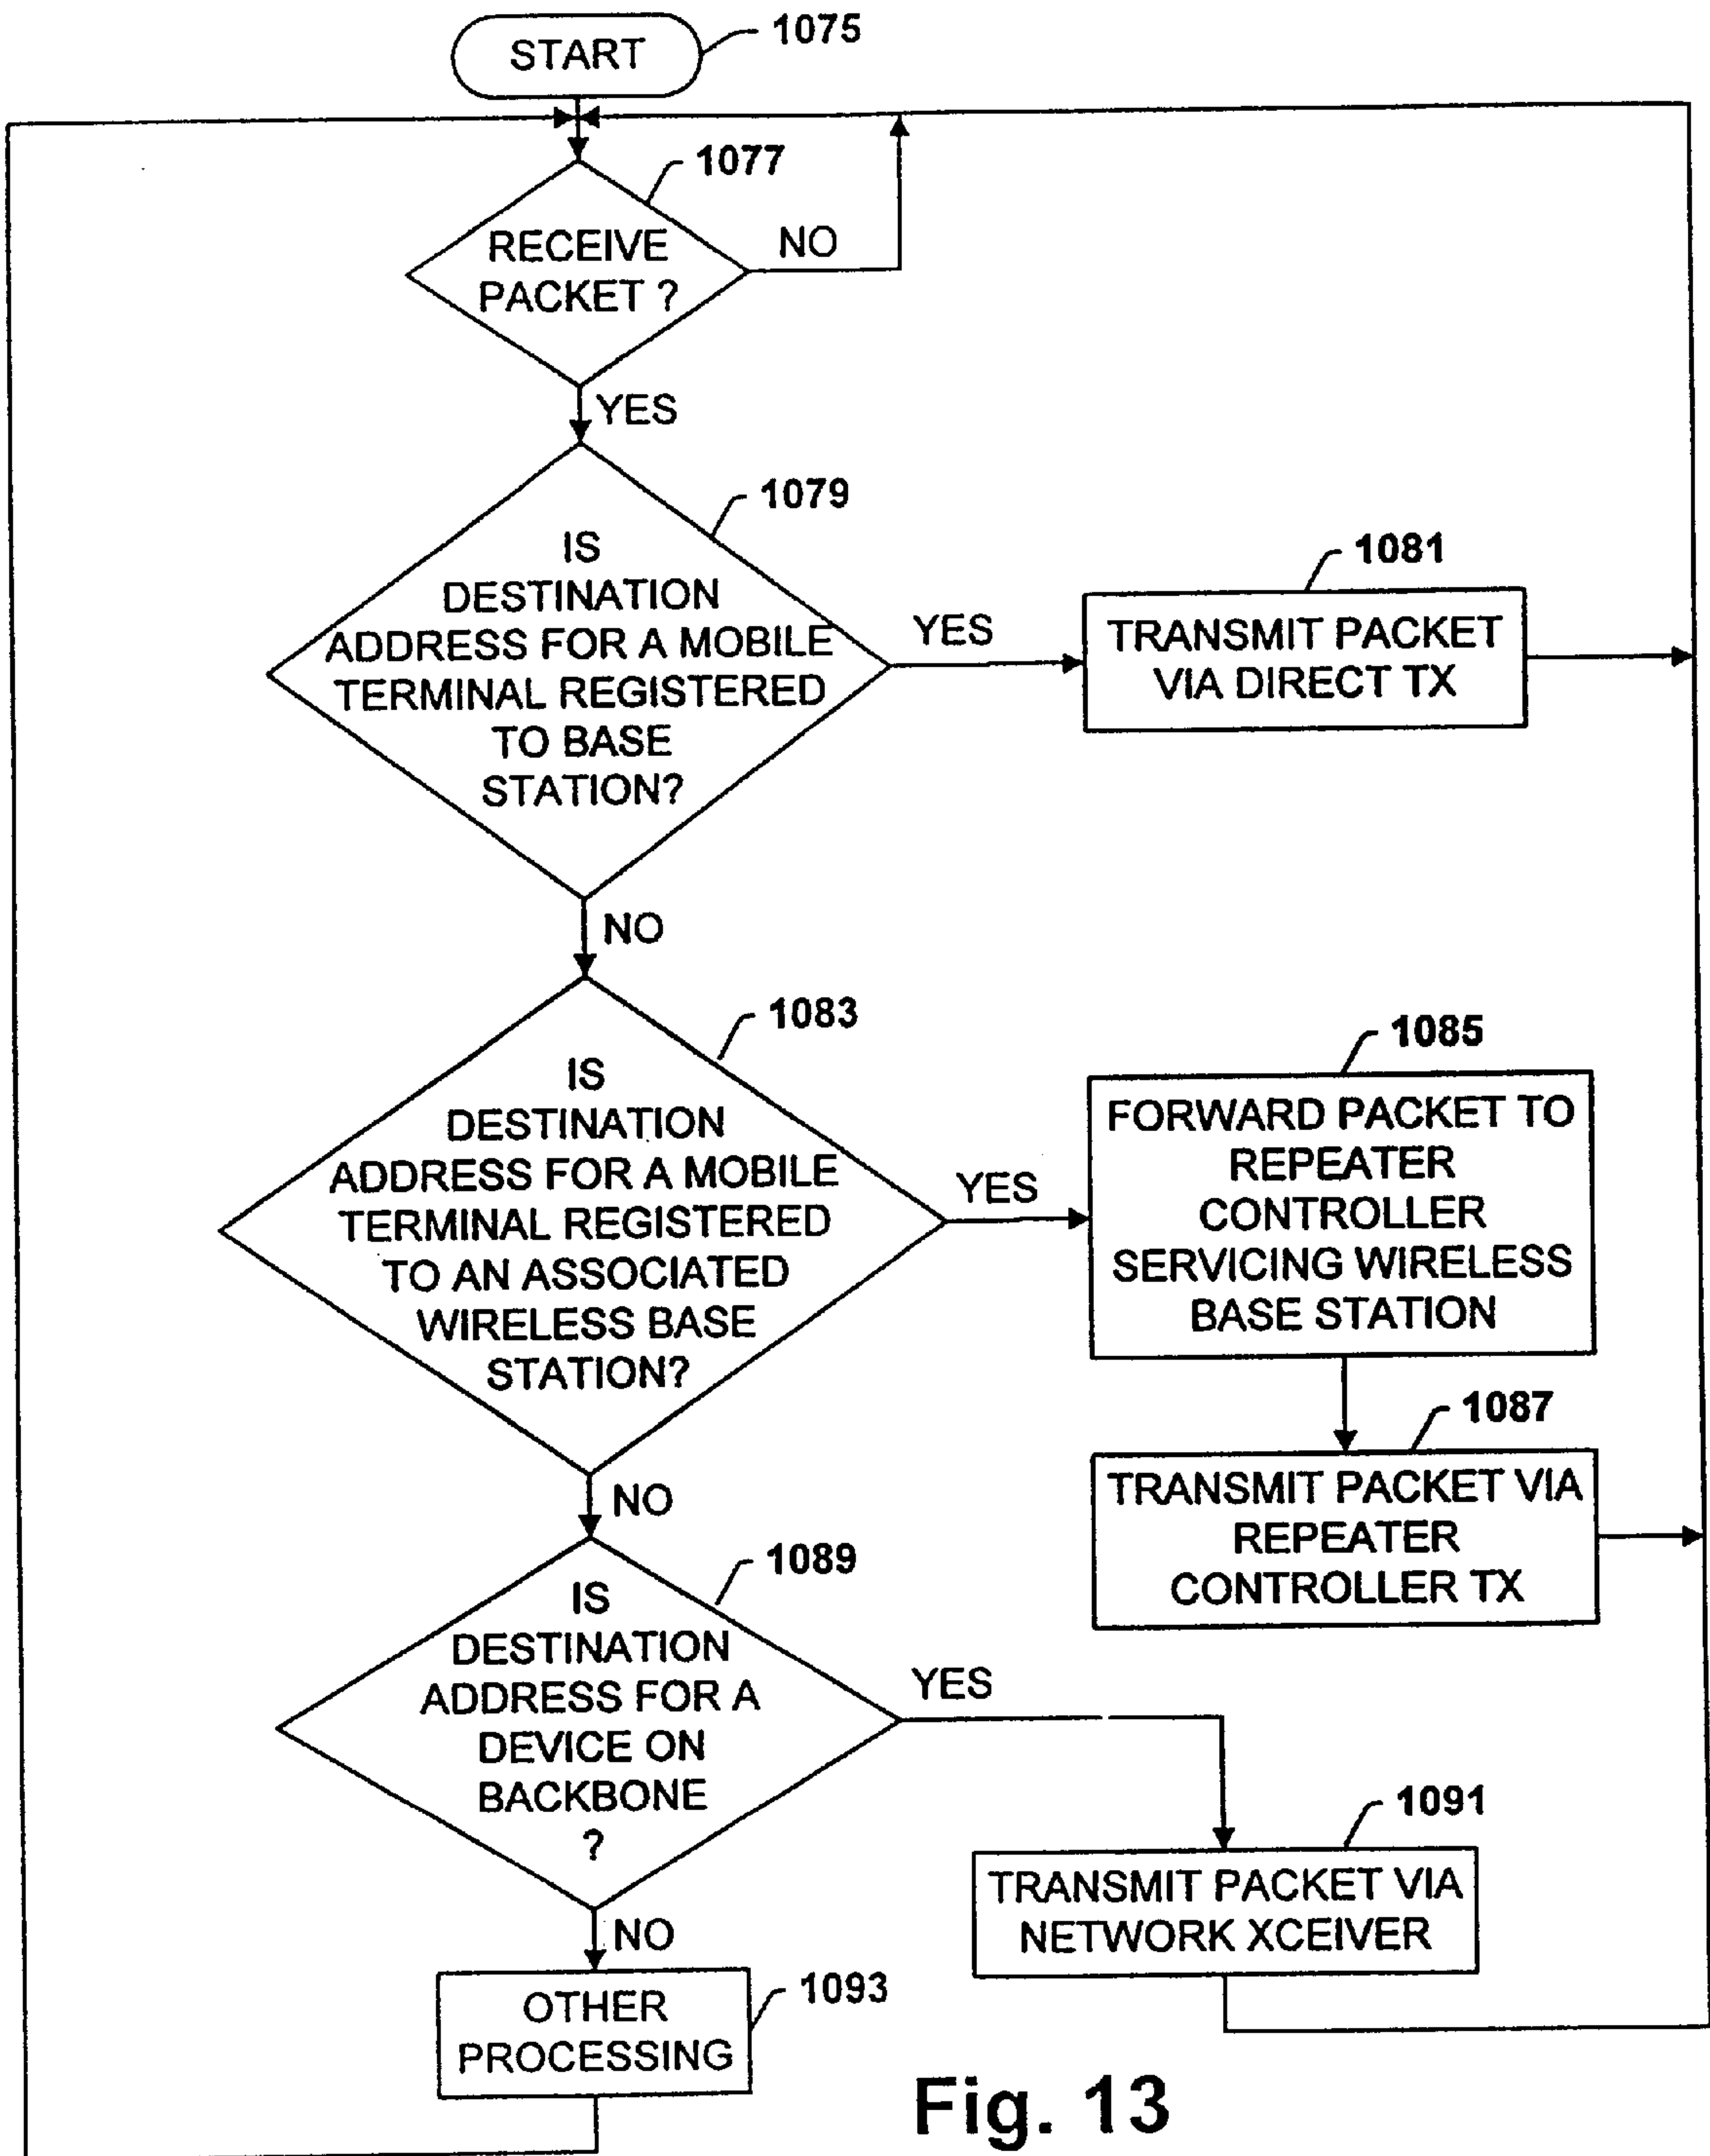 START
1075
1077
RECEIVE
PACKET ?
NO
YES
1079
IS
DESTINATION
ADDRESS FOR A MOBILE
TERMINAL REGISTERED
TO BASE
STATION?
YES
1081
TRANSMIT PACKET
VIA DIRECT TX
NO
1083
IS
DESTINATION
ADDRESS FOR A MOBILE
TERMINAL REGISTERED
TO AN ASSOCIATED
WIRELESS BASE
STATION?
YES
1085
FORWARD PACKET TO
REPEATER
CONTROLLER
SERVICING WIRELESS
BASE STATION
1087
TRANSMIT PACKET VIA
REPEATER
CONTROLLER TX
NO
1089
IS
DESTINATION
ADDRESS FOR A
DEVICE ON
BACKBONE
?
YES
1091
TRANSMIT PACKET VIA
NETWORK XCEIVER
NO
1093
OTHER
PROCESSING
Fig. 13